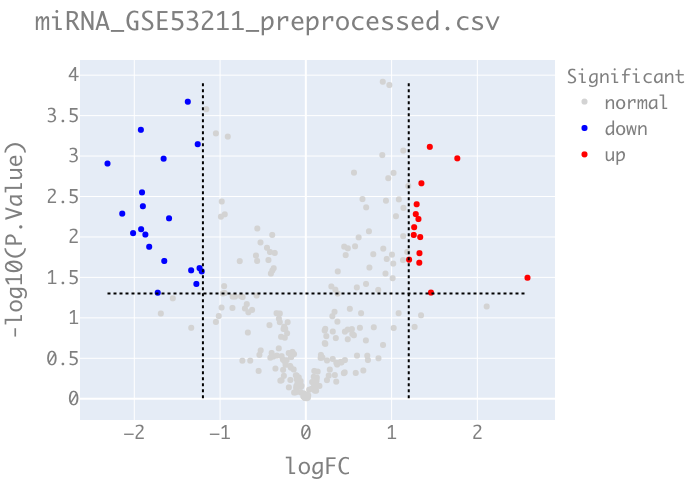 miRNA_GSE53211_preprocessed.csv
-log10(P.Value)
4
3.5
3
2.5
2
1.5
1
0.5
0
−2
−1
0
1
2
logFC
Significant
normal
down
up